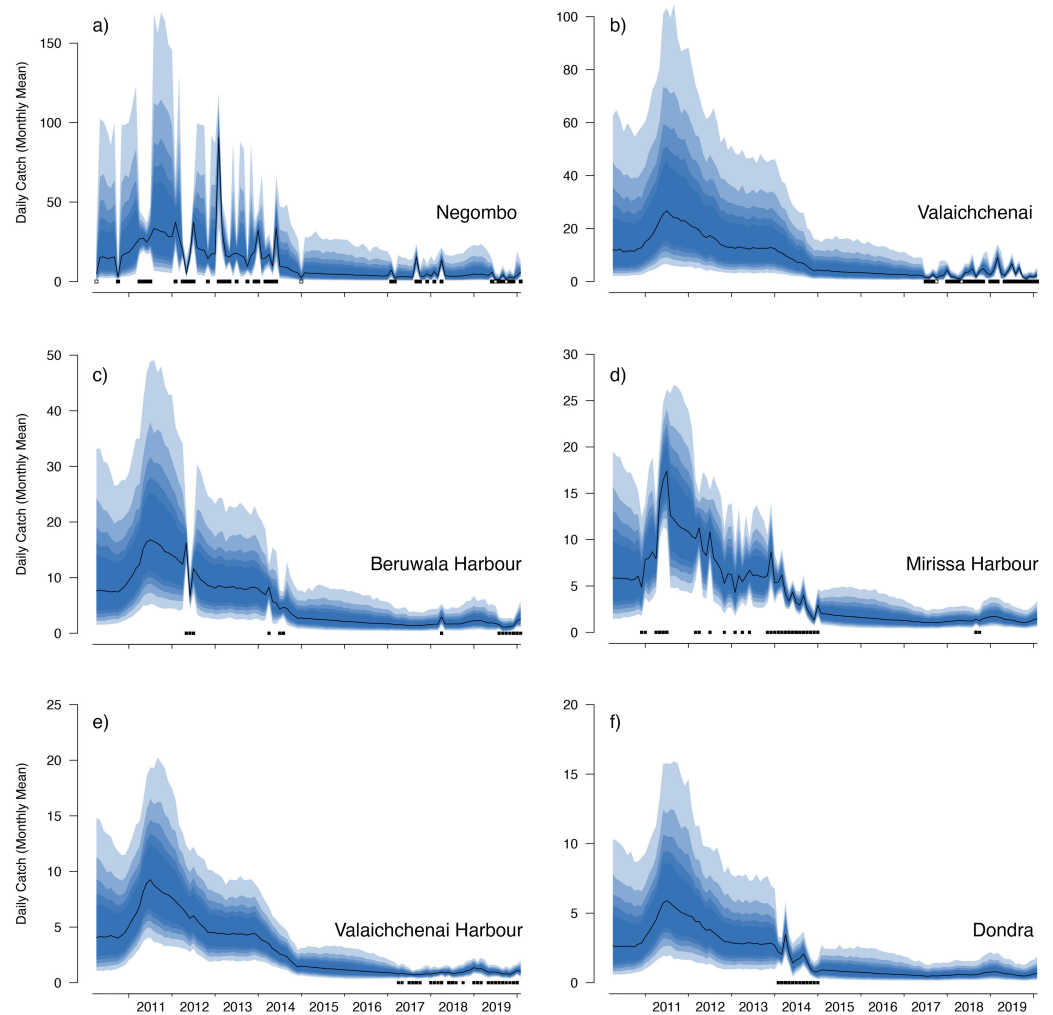 a)
150
100
50
0
Daily Catch (Monthly Mean)
Negombo
b)
100
80
60
40
20
0
Valaichchenai
c)
50
40
30
20
10
0
Daily Catch (Monthly Mean)
Beruwala Harbour
d)
30
25
20
15
10
5
0
Mirissa Harbour
e)
25
20
15
10
5
0
Daily Catch (Monthly Mean)
Valaichchenai Harbour
2011 2012 2013 2014 2015 2016 2017 2018 2019
f)
20
15
10
5
0
Dondra
2011 2012 2013 2014 2015 2016 2017 2018 2019